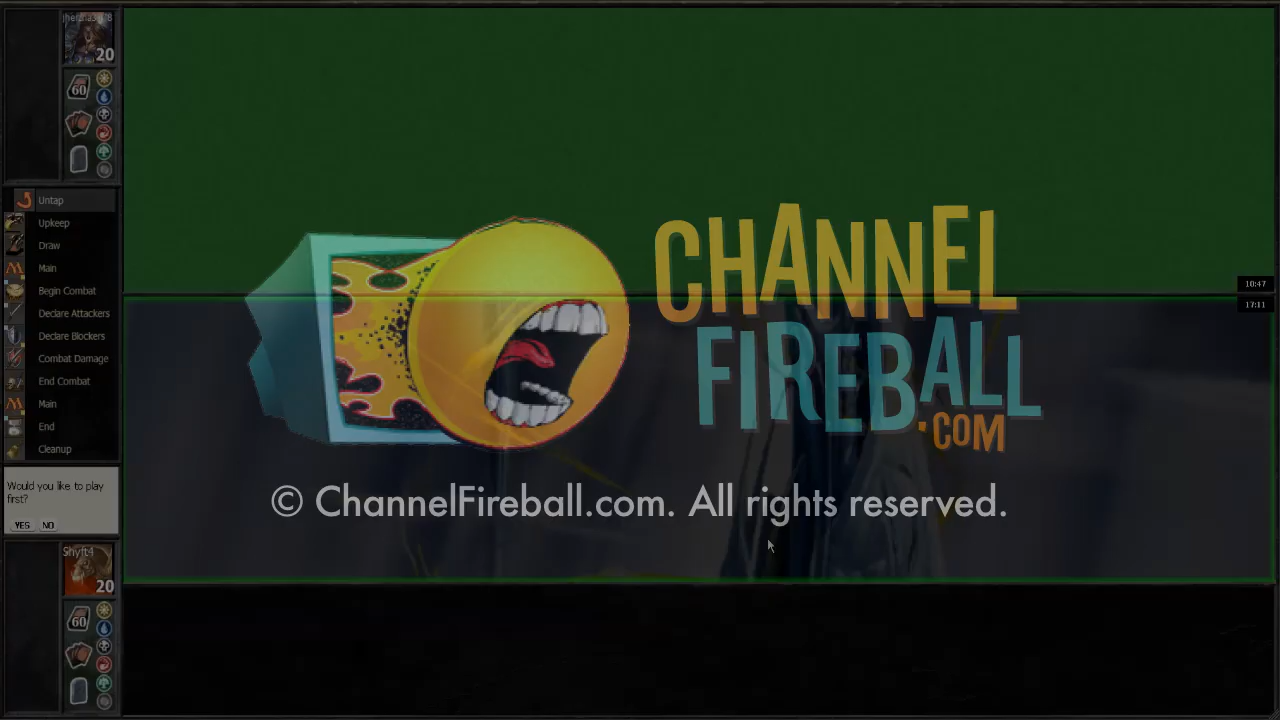 20
60
Untap
Upkeep
Draw
Main
Begin Combat
Declare Attackers
Declare Blockers
Combat Damage
End Combat
Main
End
Cleanup
Would you like to play
first?
YES NO
Shyft4
20
60
CHANNEL
FIREBALL
.COM
© ChannelFireball.com. All rights reserved.
10:47
17:11